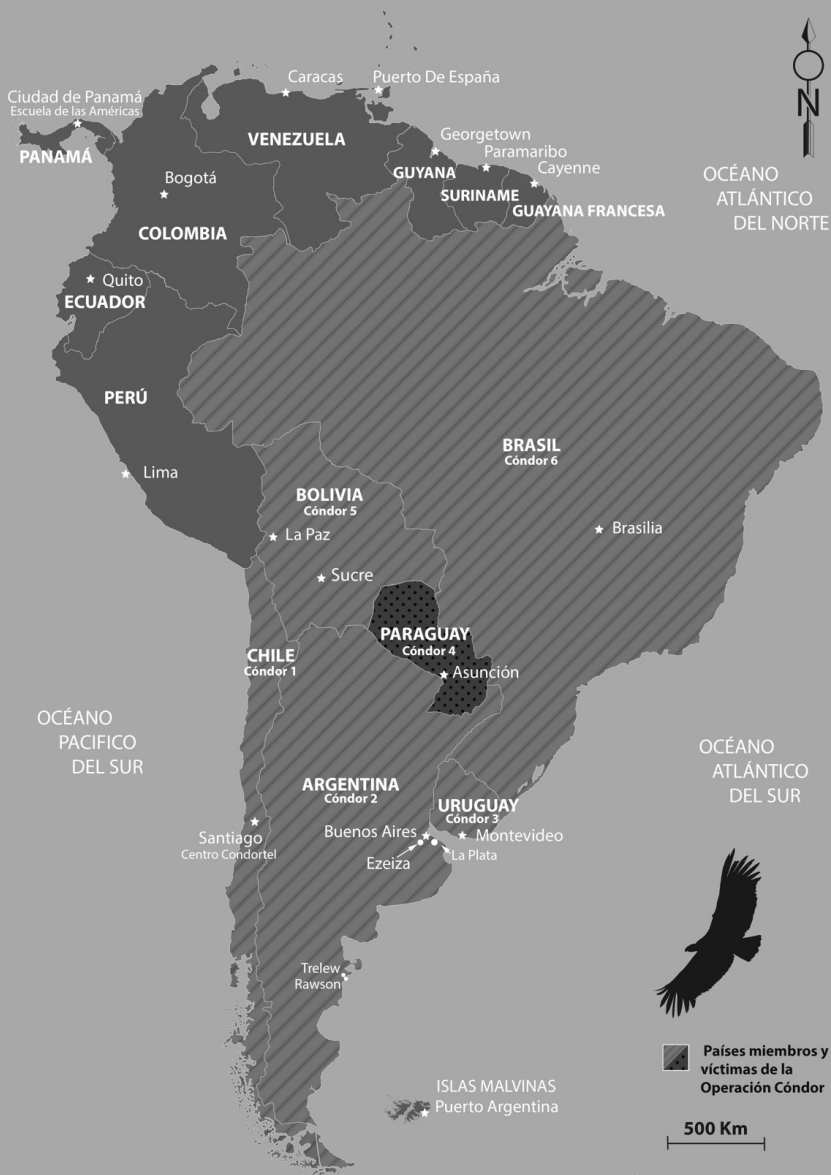 Caracas
Puerto De España
Ciudad de Panamá
Escuela de las Américas
PANAMÁ
VENEZUELA
Georgetown
Paramaribo
Cayenne
GUYANA
SURINAME
GUAYANA FRANCESA
N
OCÉANO
ATLÁNTICO
DEL NORTE
Bogotá
COLOMBIA
Quito
ECUADOR
PERÚ
Lima
BRASIL
Cóndor 6
Brasilia
BOLIVIA
Cóndor 5
La Paz
Sucre
PARAGUAY
Cóndor 4
Asunción
CHILE
Cóndor 1
OCÉANO
PACIFICO
DEL SUR
OCÉANO
ATLÁNTICO
DEL SUR
ARGENTINA
Cóndor 2
URUGUAY
Cóndor 3
Santiago
Centro Condortel
Buenos Aires
Montevideo
Ezeiza
La Plata
Trelew
Rawson
ISLAS MALVINAS
Puerto Argentina
Países miembros y
víctimas de la
Operación Cóndor
500 Km